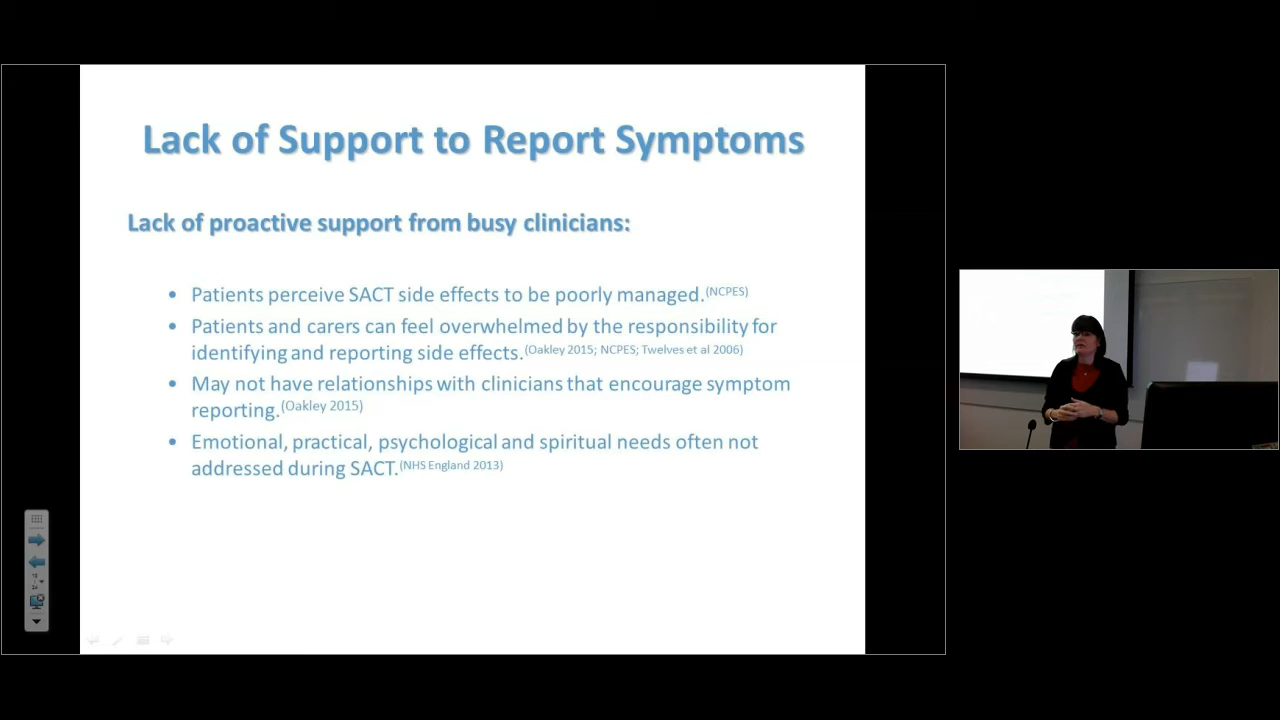 Lack of Support to Report Symptoms
Lack of proactive support from busy clinicians:
• Patients perceive SACT side effects to be poorly managed.(NCPES)
• Patients and carers can feel overwhelmed by the responsibility for
identifying and reporting side effects.(Oakley 2015; NCPES; Twelves et al 2006)
• May not have relationships with clinicians that encourage symptom
reporting.(Oakley 2015)
• Emotional, practical, psychological and spiritual needs often not
addressed during SACT.(NHS England 2013)